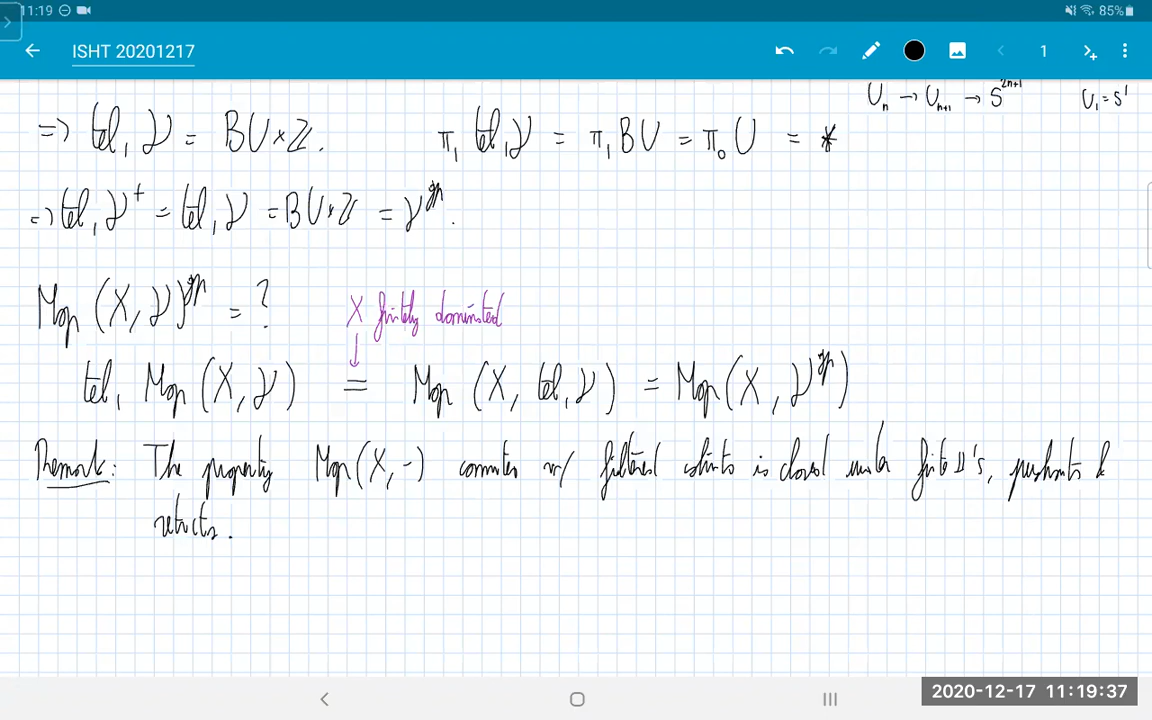 11:19 85%
ISHT 20201217 1
U_n → U_{n+1} → S^{2n+1} U_1 = S^1
⇒ tel_1 𝒱 = BU × ℤ. π_1 tel_1 𝒱 = π_1 BU = π_0 U = *
⇒ tel_1 𝒱^+ = tel_1 𝒱 = BU × ℤ = 𝒱^{gp}.
Map (X, 𝒱)^{gp} = ? X finitely dominated
↓
tel_1 Map (X, 𝒱) = Map (X, tel_1 𝒱) = Map (X, 𝒱^{gp})
Remark: The property Map(X, -) commutes w/ filtered colimits is closed under finite ∐'s, pushouts &
retracts.
2020-12-17 11:19:37